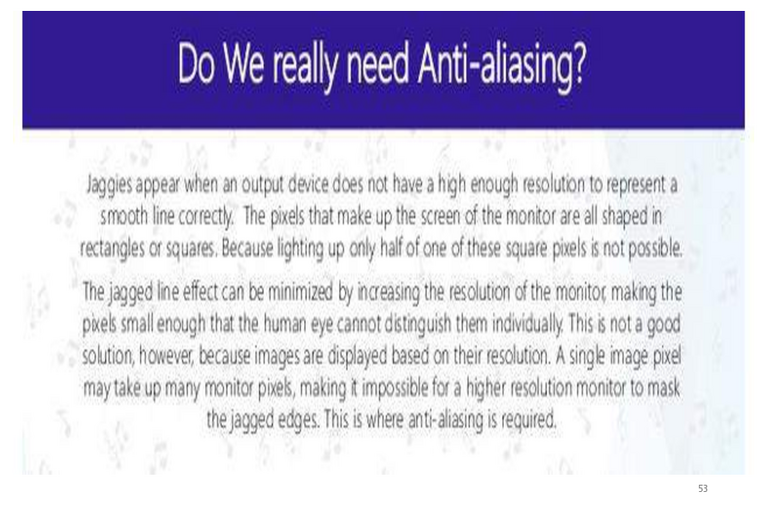 Do We really need Anti-aliasing?
Jaggies appear when an output device does not have a high enough resolution to represent a
smooth line correctly. The pixels that make up the screen of the monitor are all shaped in
rectangles or squares. Because lighting up only half of one of these square pixels is not possible.
The jagged line effect can be minimized by increasing the resolution of the monitor, making the
pixels small enough that the human eye cannot distinguish them individually. This is not a good
solution, however, because images are displayed based on their resolution. A single image pixel
may take up many monitor pixels, making it impossible for a higher resolution monitor to mask
the jagged edges. This is where anti-aliasing is required.
53